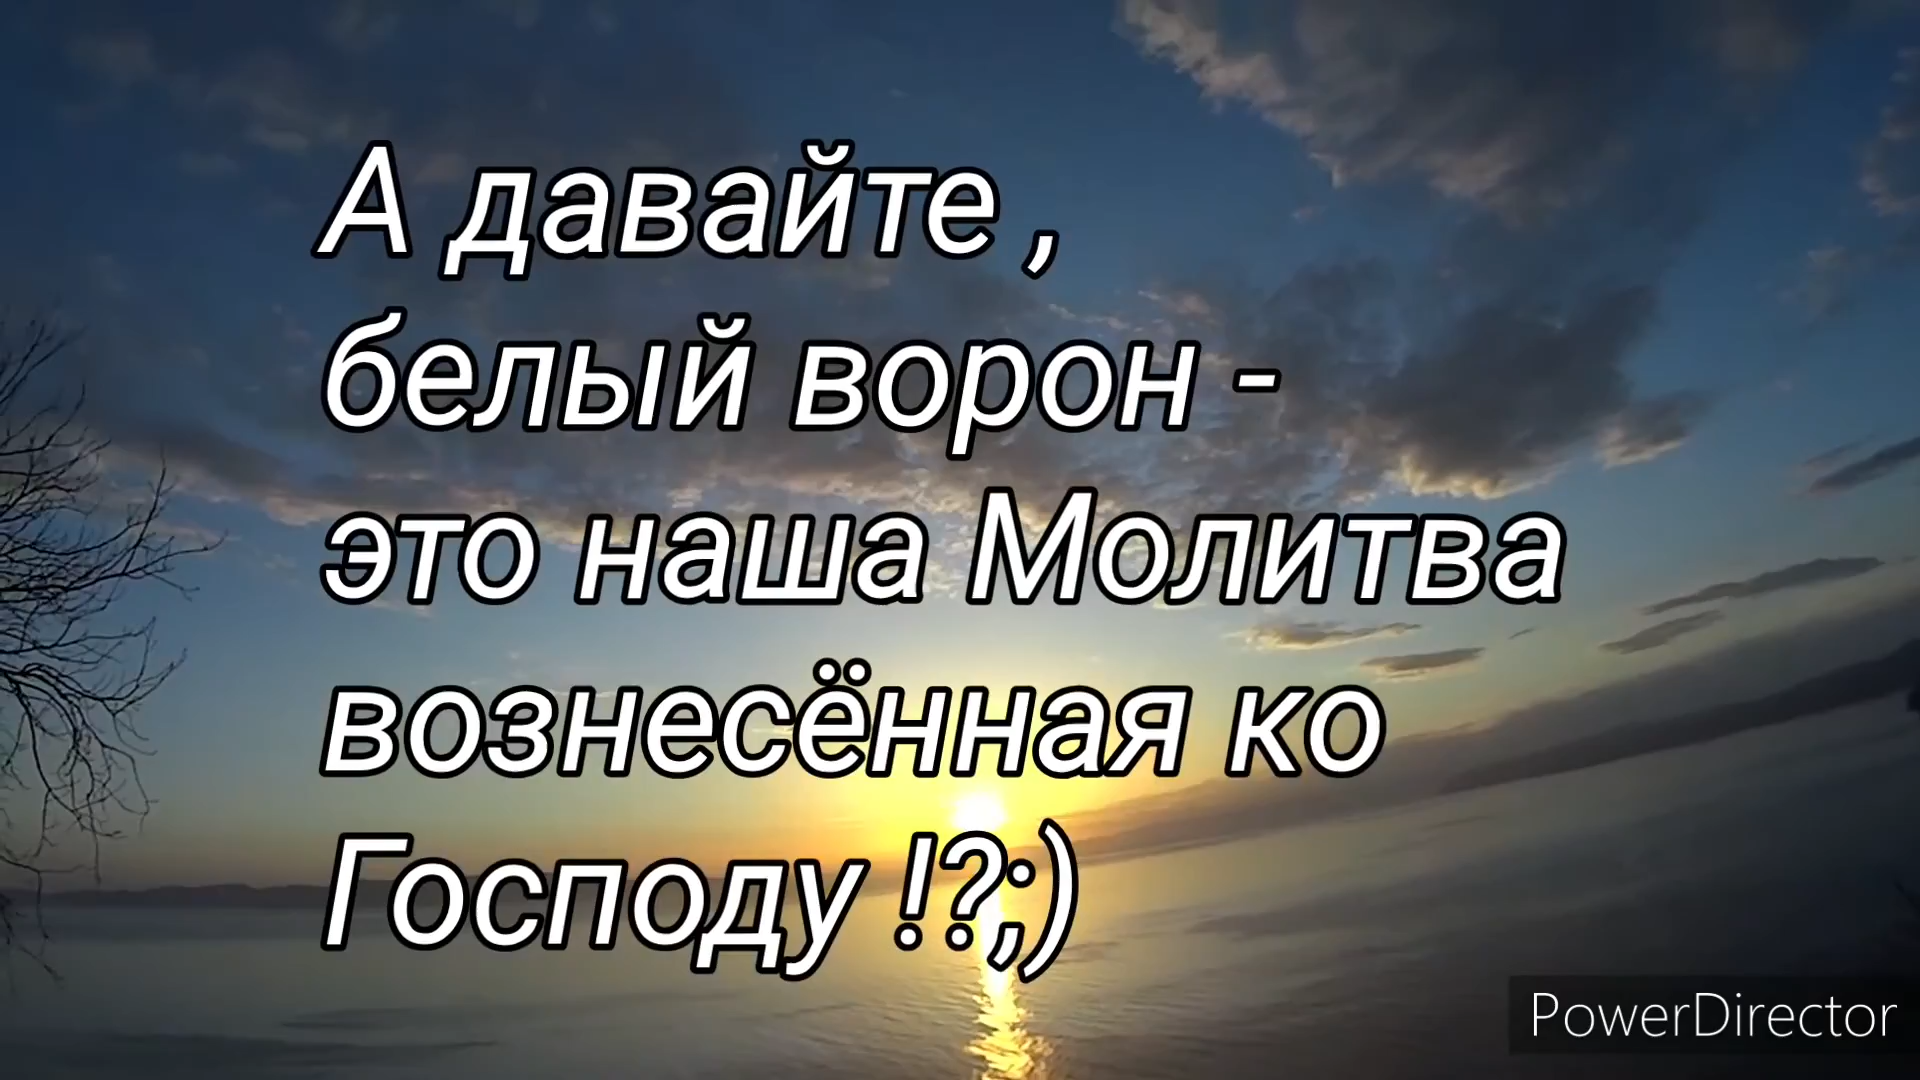 А давайте ,
белый ворон -
это наша Молитва
вознесённая ко
Господу !?;)
PowerDirector